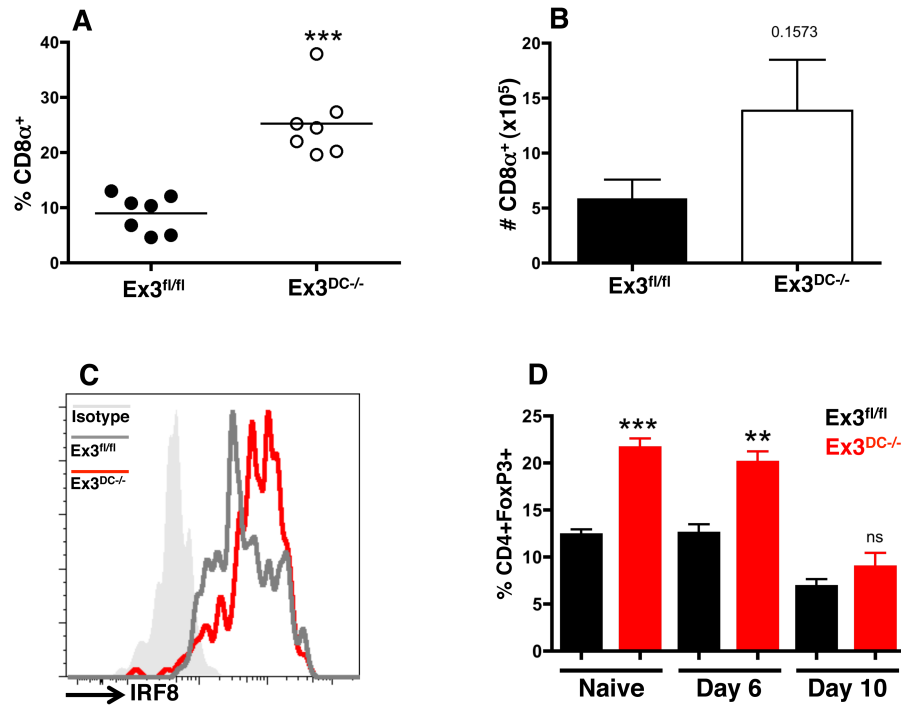 A
% CD8α⁺
40
30
20
10
0
***
Ex3ᶠˡ/ᶠˡ
Ex3ᴰᶜ⁻/⁻
B
# CD8α⁺ (x10⁵)
20
15
10
5
0
0.1573
Ex3ᶠˡ/ᶠˡ
Ex3ᴰᶜ⁻/⁻
C
Isotype
Ex3ᶠˡ/ᶠˡ
Ex3ᴰᶜ⁻/⁻
IRF8
D
% CD4+FoxP3+
25
20
15
10
5
0
***
**
ns
Ex3ᶠˡ/ᶠˡ
Ex3ᴰᶜ⁻/⁻
Naive
Day 6
Day 10